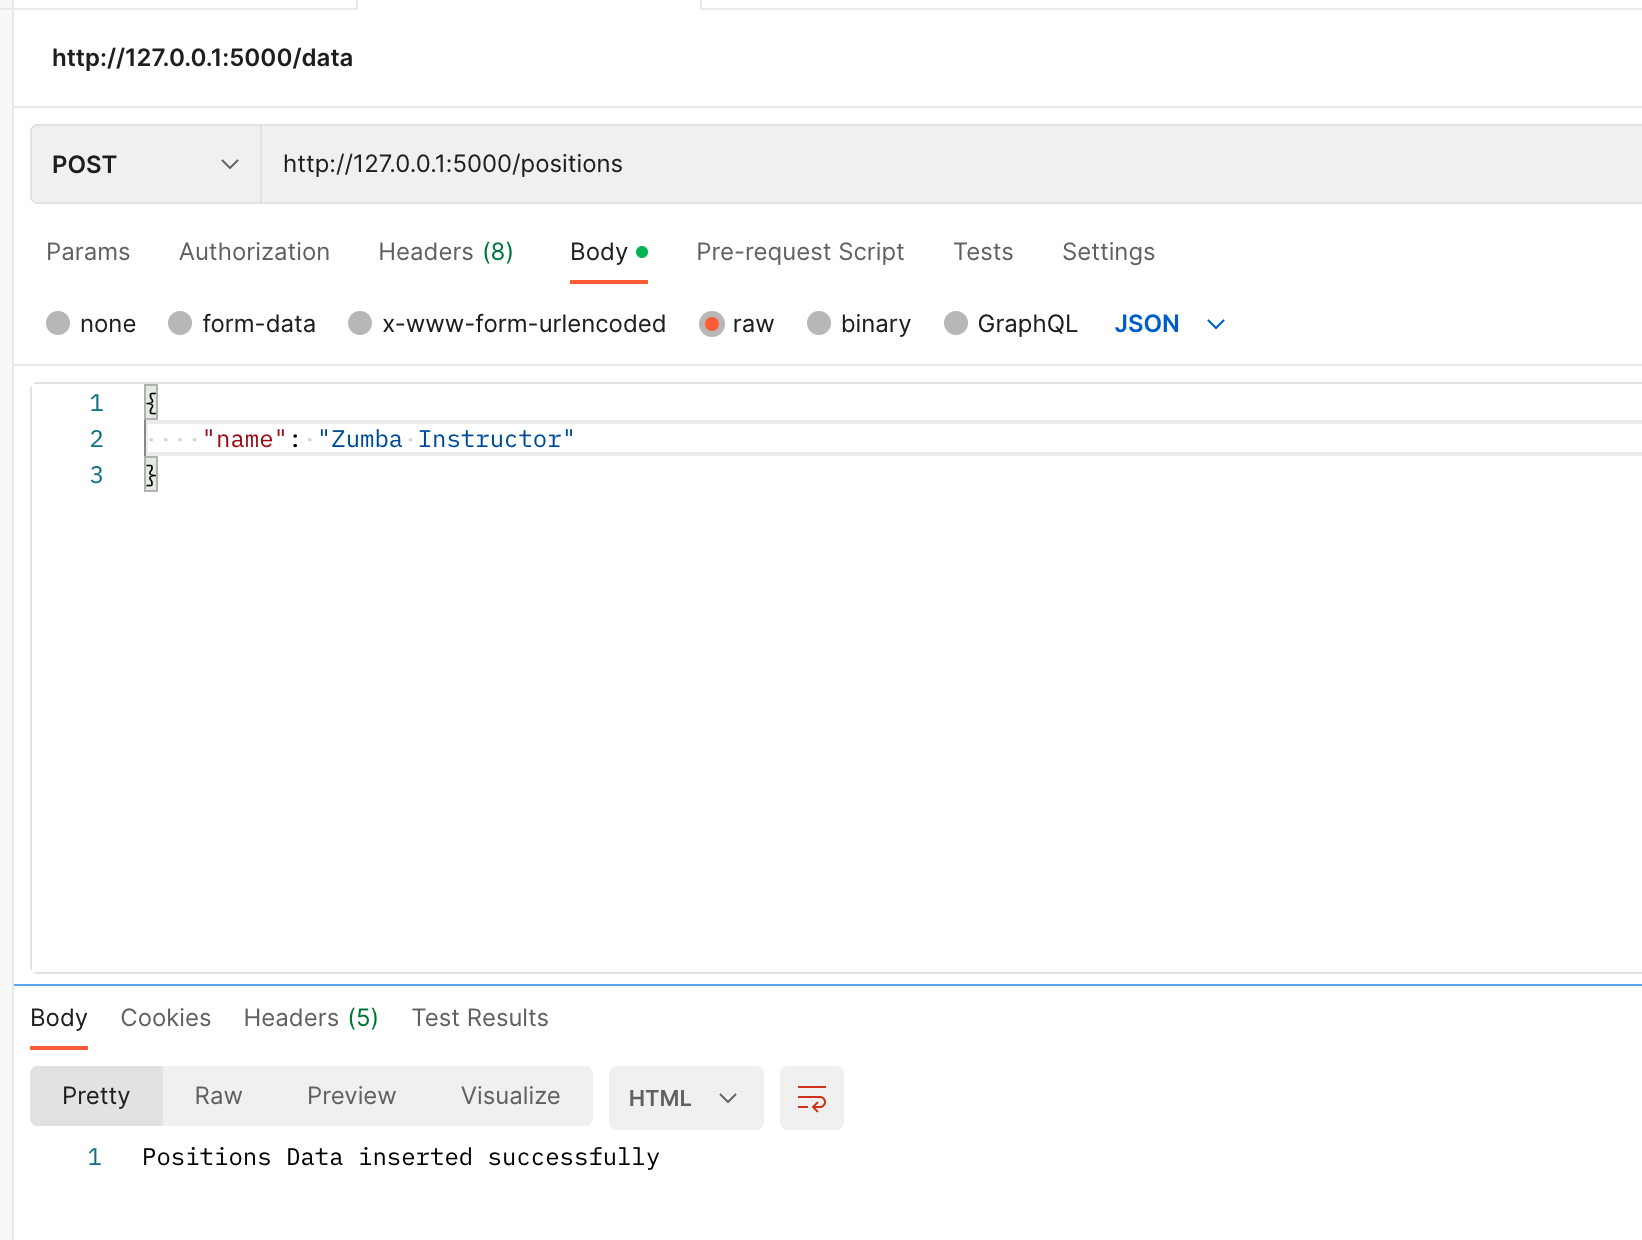 http://127.0.0.1:5000/data
POST http://127.0.0.1:5000/positions
Params Authorization Headers (8) Body Pre-request Script Tests Settings
none form-data x-www-form-urlencoded raw binary GraphQL JSON
1 {
2 "name": "Zumba Instructor"
3 }
Body Cookies Headers (5) Test Results
Pretty Raw Preview Visualize HTML
1 Positions Data inserted successfully